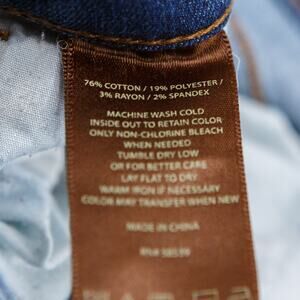 76% COTTON / 19% POLYESTER /
3% RAYON / 2% SPANDEX
MACHINE WASH COLD
INSIDE OUT TO RETAIN COLOR
ONLY NON-CHLORINE BLEACH
WHEN NEEDED
TUMBLE DRY LOW
OR FOR BETTER CARE
LAY FLAT TO DRY
WARM IRON IF NECESSARY
COLOR MAY TRANSFER WHEN NEW
MADE IN CHINA
RN#